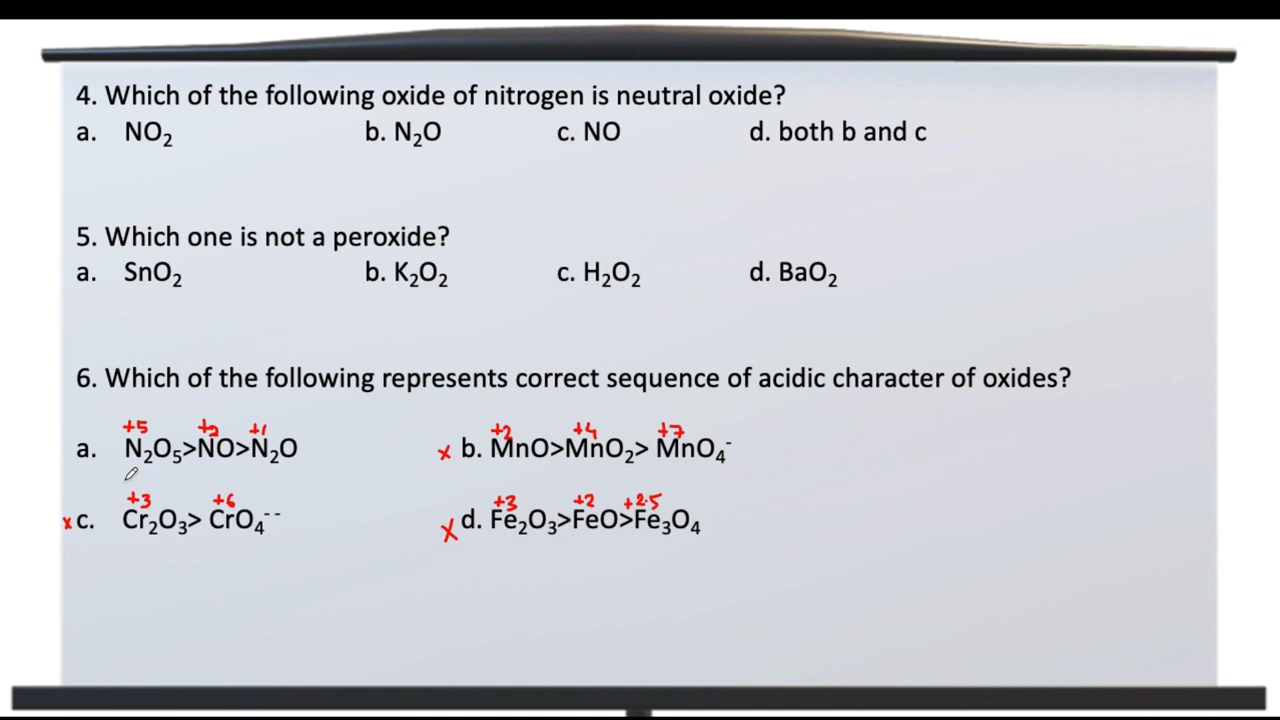 4. Which of the following oxide of nitrogen is neutral oxide?
a. NO₂ b. N₂O c. NO d. both b and c
5. Which one is not a peroxide?
a. SnO₂ b. K₂O₂ c. H₂O₂ d. BaO₂
6. Which of the following represents correct sequence of acidic character of oxides?
+5 +2 +1 +2 +4 +7
a. N₂O₅>NO>N₂O x b. MnO>MnO₂> MnO₄⁻
+3 +6 +3 +2 +2.5
x c. Cr₂O₃> CrO₄⁻⁻ x d. Fe₂O₃>FeO>Fe₃O₄